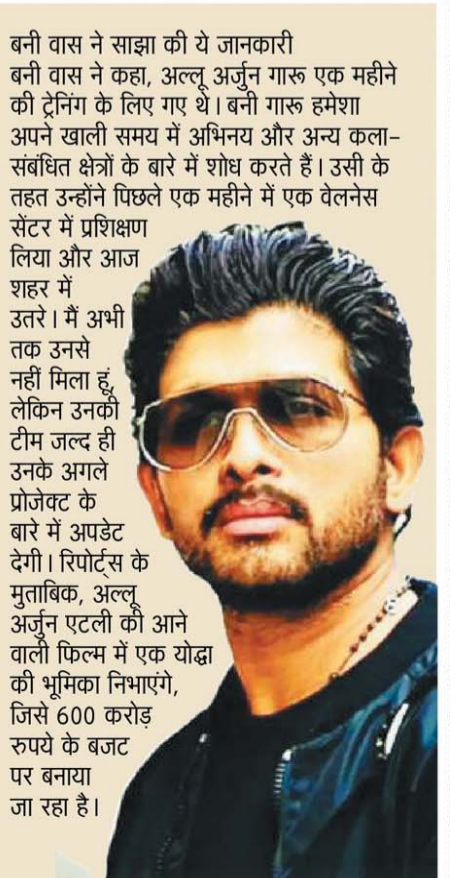 बनी वास ने साझा की ये जानकारी
बनी वास ने कहा, अल्लू अर्जुन गारू एक महीने
की ट्रेनिंग के लिए गए थे। बनी गारू हमेशा
अपने खाली समय में अभिनय और अन्य कला-
संबंधित क्षेत्रों के बारे में शोध करते हैं। उसी के
तहत उन्होंने पिछले एक महीने में एक वेलनेस
सेंटर में प्रशिक्षण
लिया और आज
शहर में
उतरे। मैं अभी
तक उनसे
नहीं मिला हूं,
लेकिन उनकी
टीम जल्द ही
उनके अगले
प्रोजेक्ट के
बारे में अपडेट
देगी। रिपोर्ट्स के
मुताबिक, अल्लू
अर्जुन एटली की आने
वाली फिल्म में एक योद्धा
की भूमिका निभाएंगे,
जिसे 600 करोड़
रुपये के बजट
पर बनाया
जा रहा है।